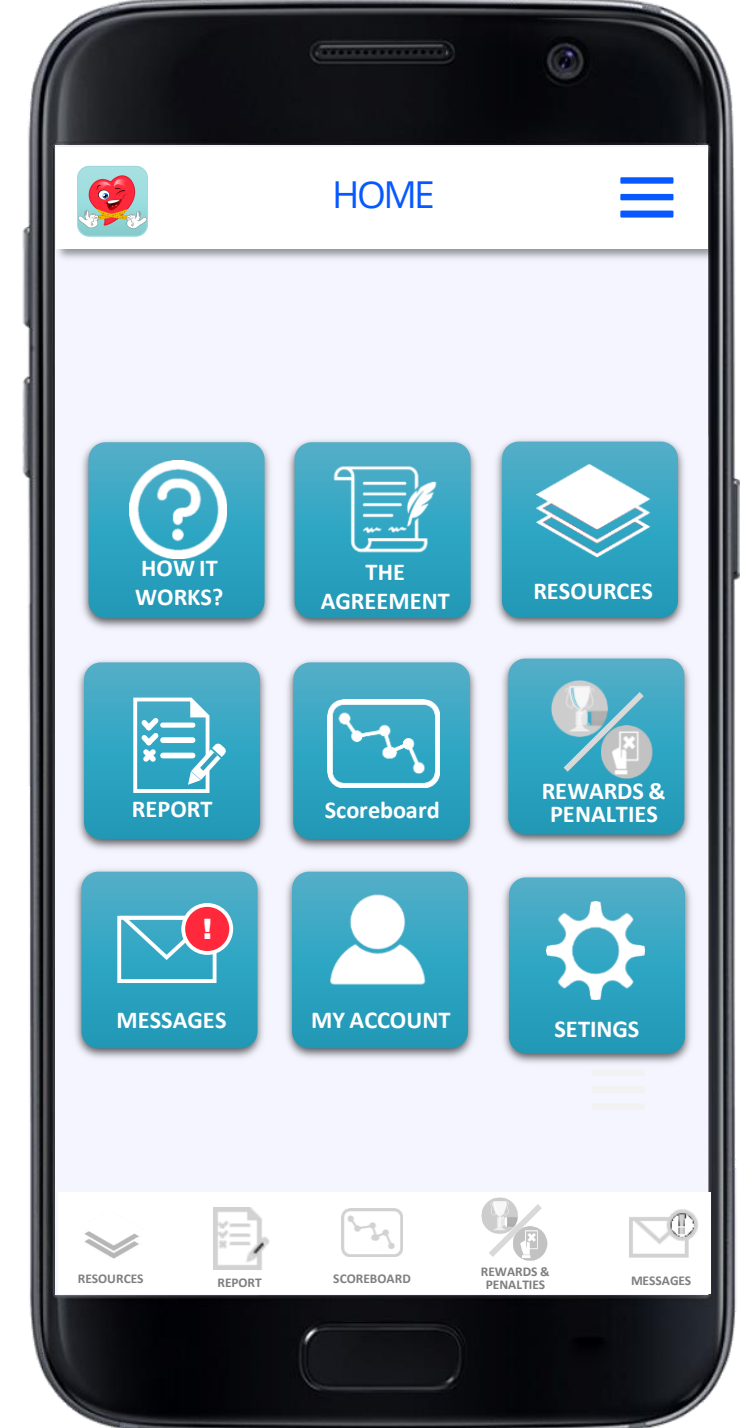 HOME
HOW IT
WORKS?
THE
AGREEMENT
RESOURCES
REPORT
Scoreboard
REWARDS &
PENALTIES
MESSAGES
!
MY ACCOUNT
SETINGS
RESOURCES
REPORT
SCOREBOARD
REWARDS &
PENALTIES
MESSAGES